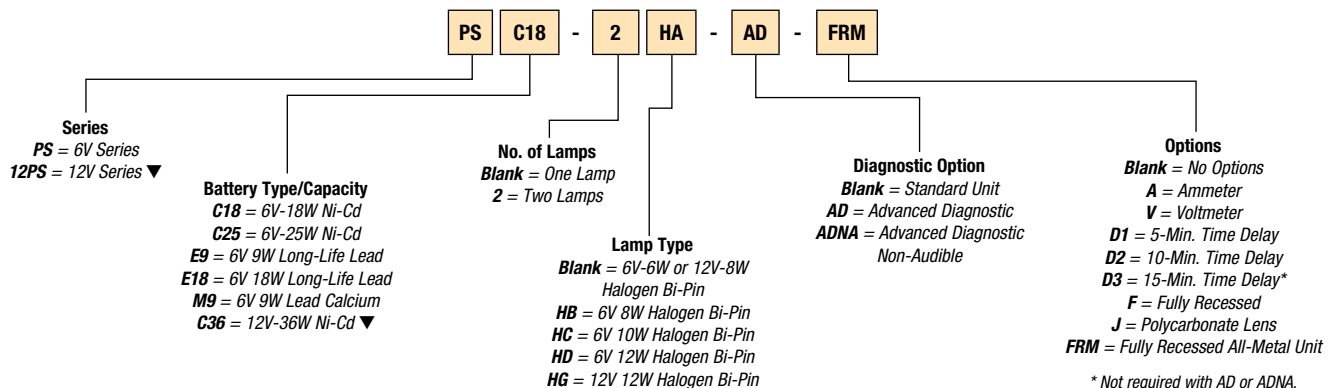 PS C18 - 2 HA - AD - FRM
Series
PS = 6V Series
12PS = 12V Series ▼
Battery Type/Capacity
C18 = 6V-18W Ni-Cd
C25 = 6V-25W Ni-Cd
E9 = 6V 9W Long-Life Lead
E18 = 6V 18W Long-Life Lead
M9 = 6V 9W Lead Calcium
C36 = 12V-36W Ni-Cd ▼
No. of Lamps
Blank = One Lamp
2 = Two Lamps
Lamp Type
Blank = 6V-6W or 12V-8W
Halogen Bi-Pin
HB = 6V 8W Halogen Bi-Pin
HC = 6V 10W Halogen Bi-Pin
HD = 6V 12W Halogen Bi-Pin
HG = 12V 12W Halogen Bi-Pin
Diagnostic Option
Blank = Standard Unit
AD = Advanced Diagnostic
ADNA = Advanced Diagnostic
Non-Audible
Options
Blank = No Options
A = Ammeter
V = Voltmeter
D1 = 5-Min. Time Delay
D2 = 10-Min. Time Delay
D3 = 15-Min. Time Delay*
F = Fully Recessed
J = Polycarbonate Lens
FRM = Fully Recessed All-Metal Unit
* Not required with AD or ADNA.